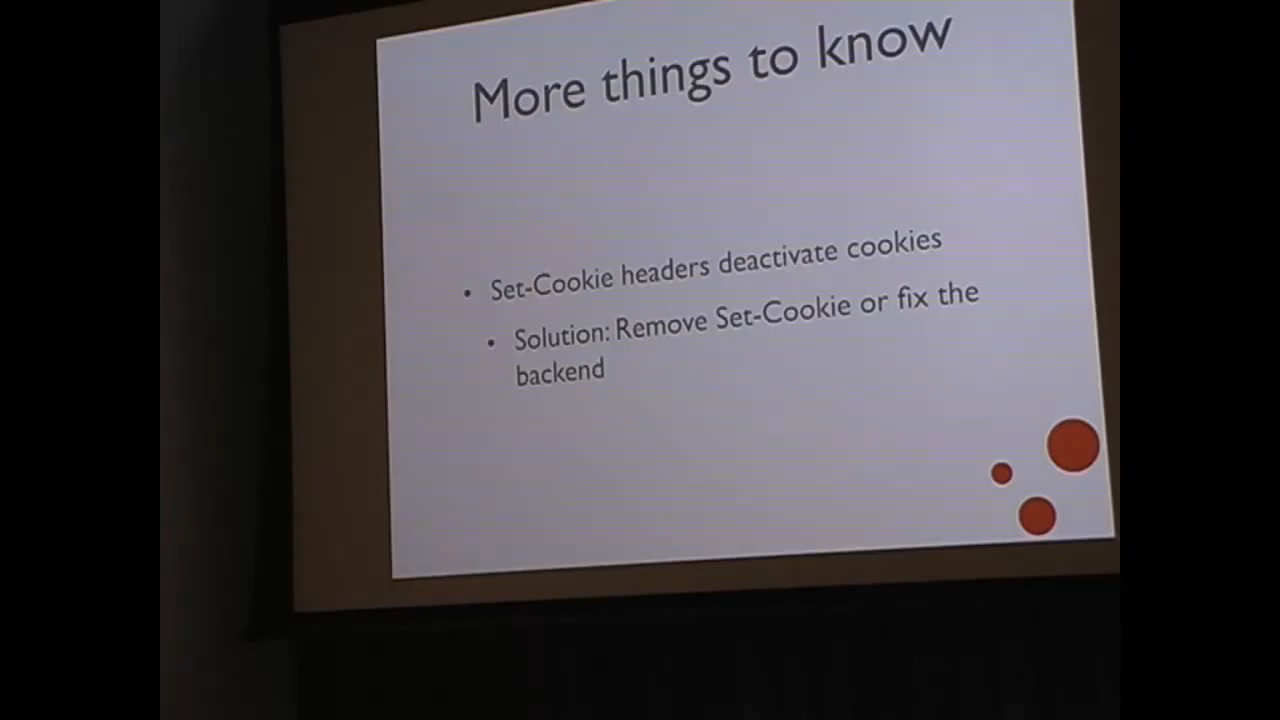 More things to know
• Set-Cookie headers deactivate cookies
• Solution: Remove Set-Cookie or fix the
backend